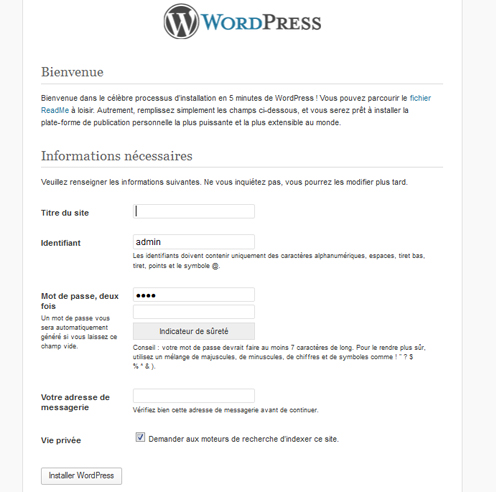 WORDPRESS
Bienvenue
Bienvenue dans le célèbre processus d'installation en 5 minutes de WordPress ! Vous pouvez parcourir le fichier
ReadMe à loisir. Autrement, remplissez simplement les champs ci-dessous, et vous serez prêt à installer la
plate-forme de publication personnelle la plus puissante et la plus extensible au monde.
Informations nécessaires
Veuillez renseigner les informations suivantes. Ne vous inquiétez pas, vous pourrez les modifier plus tard.
Titre du site
Identifiant
admin
Les identifiants doivent contenir uniquement des caractères alphanumériques, espaces, tiret bas,
tiret, points et le symbole @.
Mot de passe, deux
fois
Un mot de passe vous
sera automatiquement
généré si vous laissez ce
champ vide.
••••
Indicateur de sûreté
Conseil : votre mot de passe devrait faire au moins 7 caractères de long. Pour le rendre plus sûr,
utilisez un mélange de majuscules, de minuscules, de chiffres et de symboles comme ! " ? $
% ^ & ).
Votre adresse de
messagerie
Vérifiez bien cette adresse de messagerie avant de continuer.
Vie privée
Demander aux moteurs de recherche d'indexer ce site.
Installer WordPress